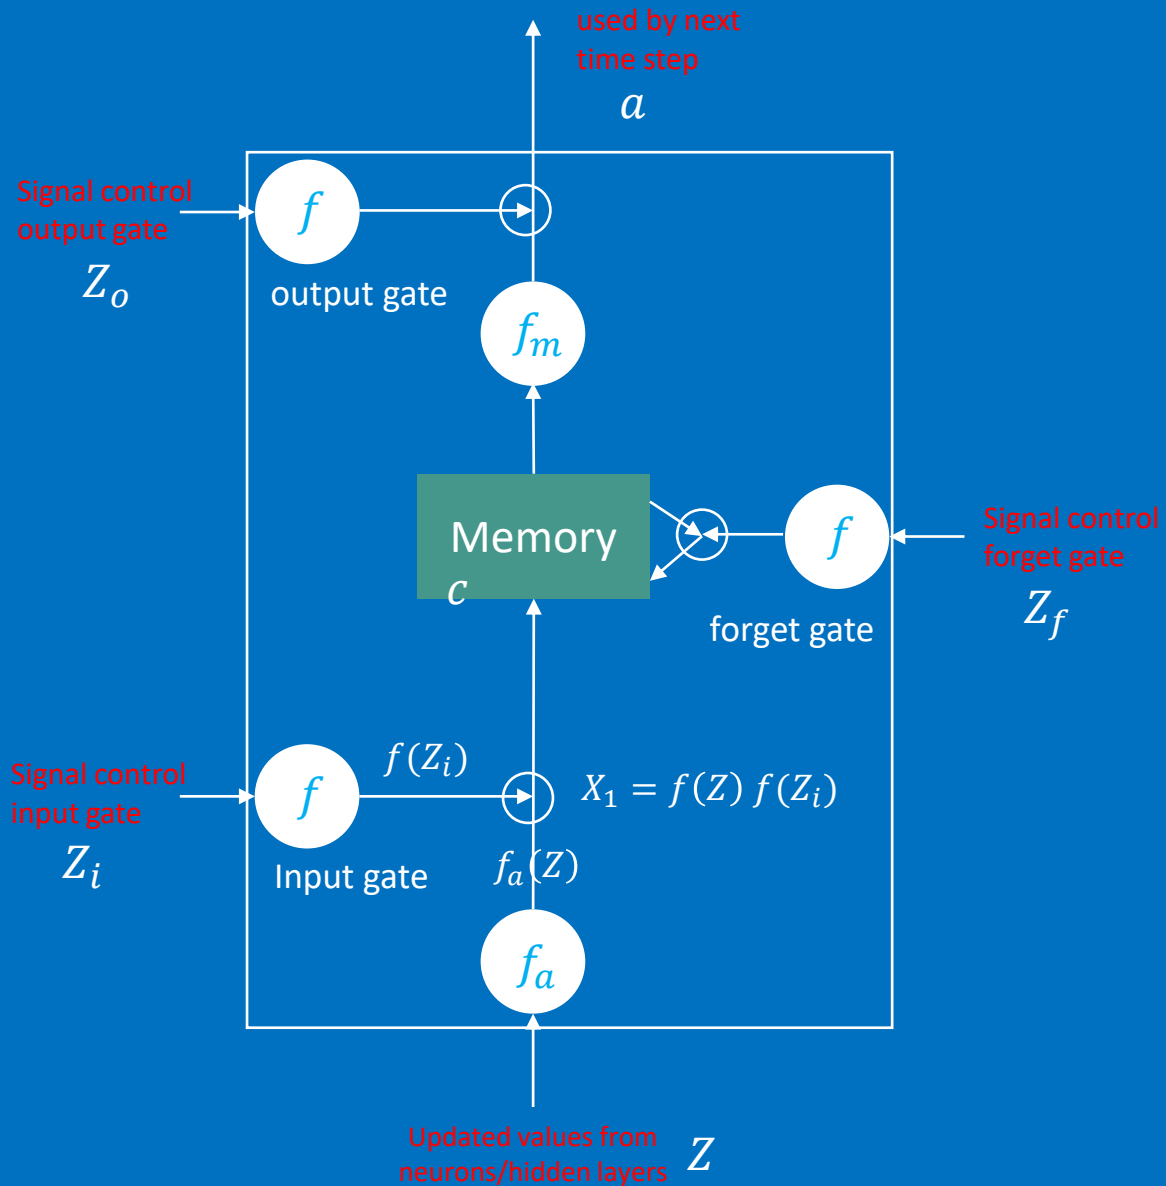 used by next
time step
a
Signal control
output gate
Z_o
f
output gate
f_m
Memory
c
f
Signal control
forget gate
Z_f
forget gate
Signal control
input gate
Z_i
f
f(Z_i)
X_1 = f(Z) f(Z_i)
Input gate
f_a(Z)
f_a
Updated values from
neurons/hidden layers
Z